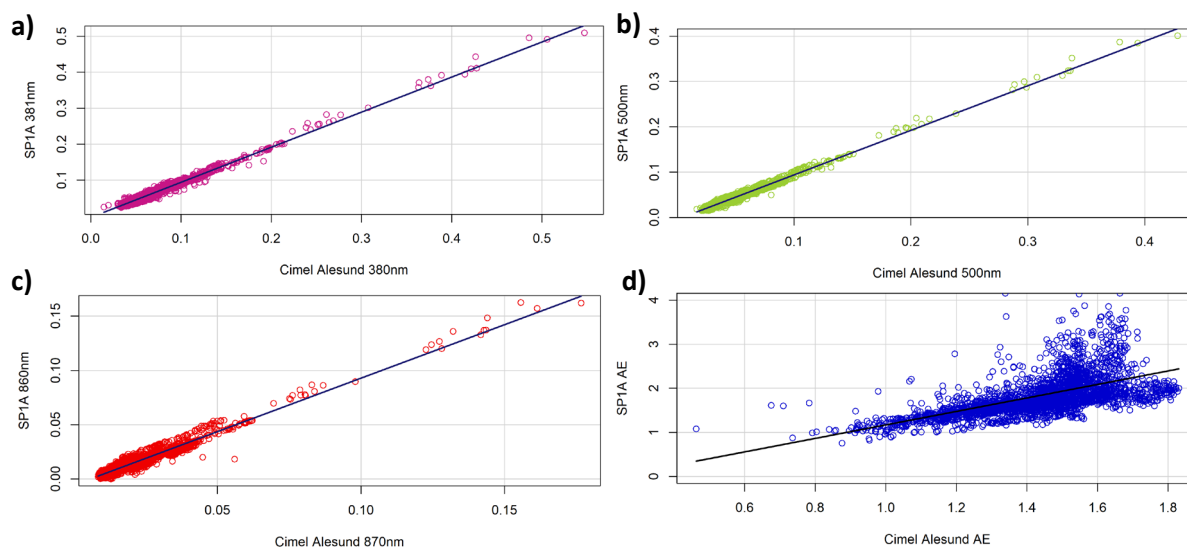 a)
SP1A 381nm
0.5
0.4
0.3
0.2
0.1
0.0 0.1 0.2 0.3 0.4 0.5
Cimel Alesund 380nm
b)
SP1A 500nm
0.4
0.3
0.2
0.1
0.0
0.1 0.2 0.3 0.4
Cimel Alesund 500nm
c)
SP1A 860nm
0.15
0.10
0.05
0.00
0.05 0.10 0.15
Cimel Alesund 870nm
d)
SP1A AE
4
3
2
1
0
0.6 0.8 1.0 1.2 1.4 1.6 1.8
Cimel Alesund AE